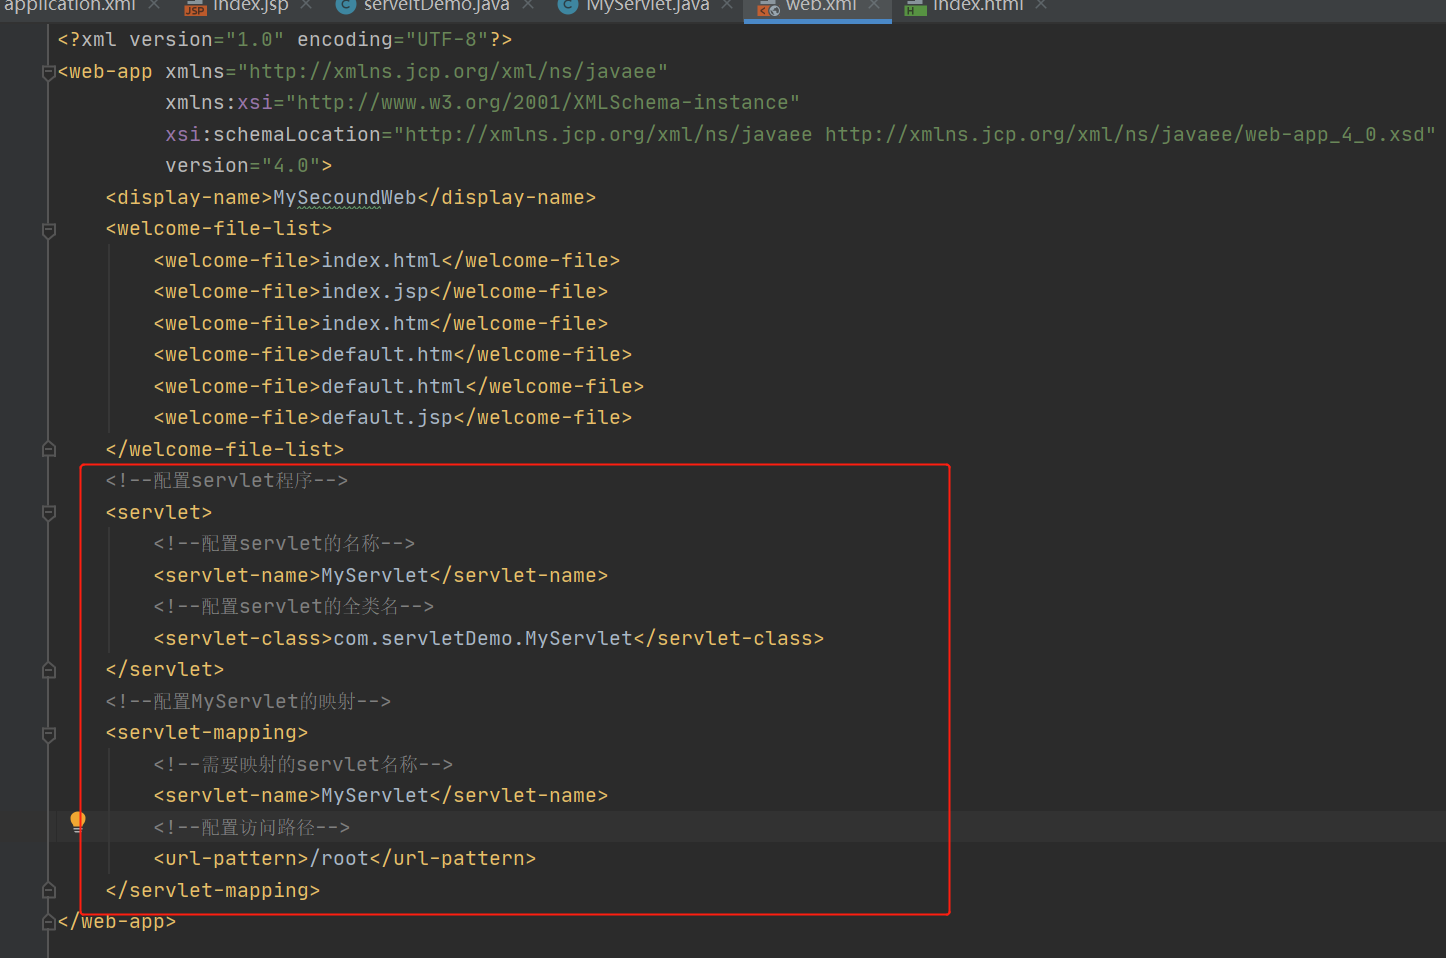 application.xml index.jsp servletDemo.java MyServlet.java web.xml index.html
<?xml version="1.0" encoding="UTF-8"?>
<web-app xmlns="http://xmlns.jcp.org/xml/ns/javaee"
xmlns:xsi="http://www.w3.org/2001/XMLSchema-instance"
xsi:schemaLocation="http://xmlns.jcp.org/xml/ns/javaee http://xmlns.jcp.org/xml/ns/javaee/web-app_4_0.xsd"
version="4.0">
<display-name>MySecoundWeb</display-name>
<welcome-file-list>
<welcome-file>index.html</welcome-file>
<welcome-file>index.jsp</welcome-file>
<welcome-file>index.htm</welcome-file>
<welcome-file>default.htm</welcome-file>
<welcome-file>default.html</welcome-file>
<welcome-file>default.jsp</welcome-file>
</welcome-file-list>
<!--配置servlet程序-->
<servlet>
<!--配置servlet的名称-->
<servlet-name>MyServlet</servlet-name>
<!--配置servlet的全类名-->
<servlet-class>com.servletDemo.MyServlet</servlet-class>
</servlet>
<!--配置MyServlet的映射-->
<servlet-mapping>
<!--需要映射的servlet名称-->
<servlet-name>MyServlet</servlet-name>
<!--配置访问路径-->
<url-pattern>/root</url-pattern>
</servlet-mapping>
</web-app>